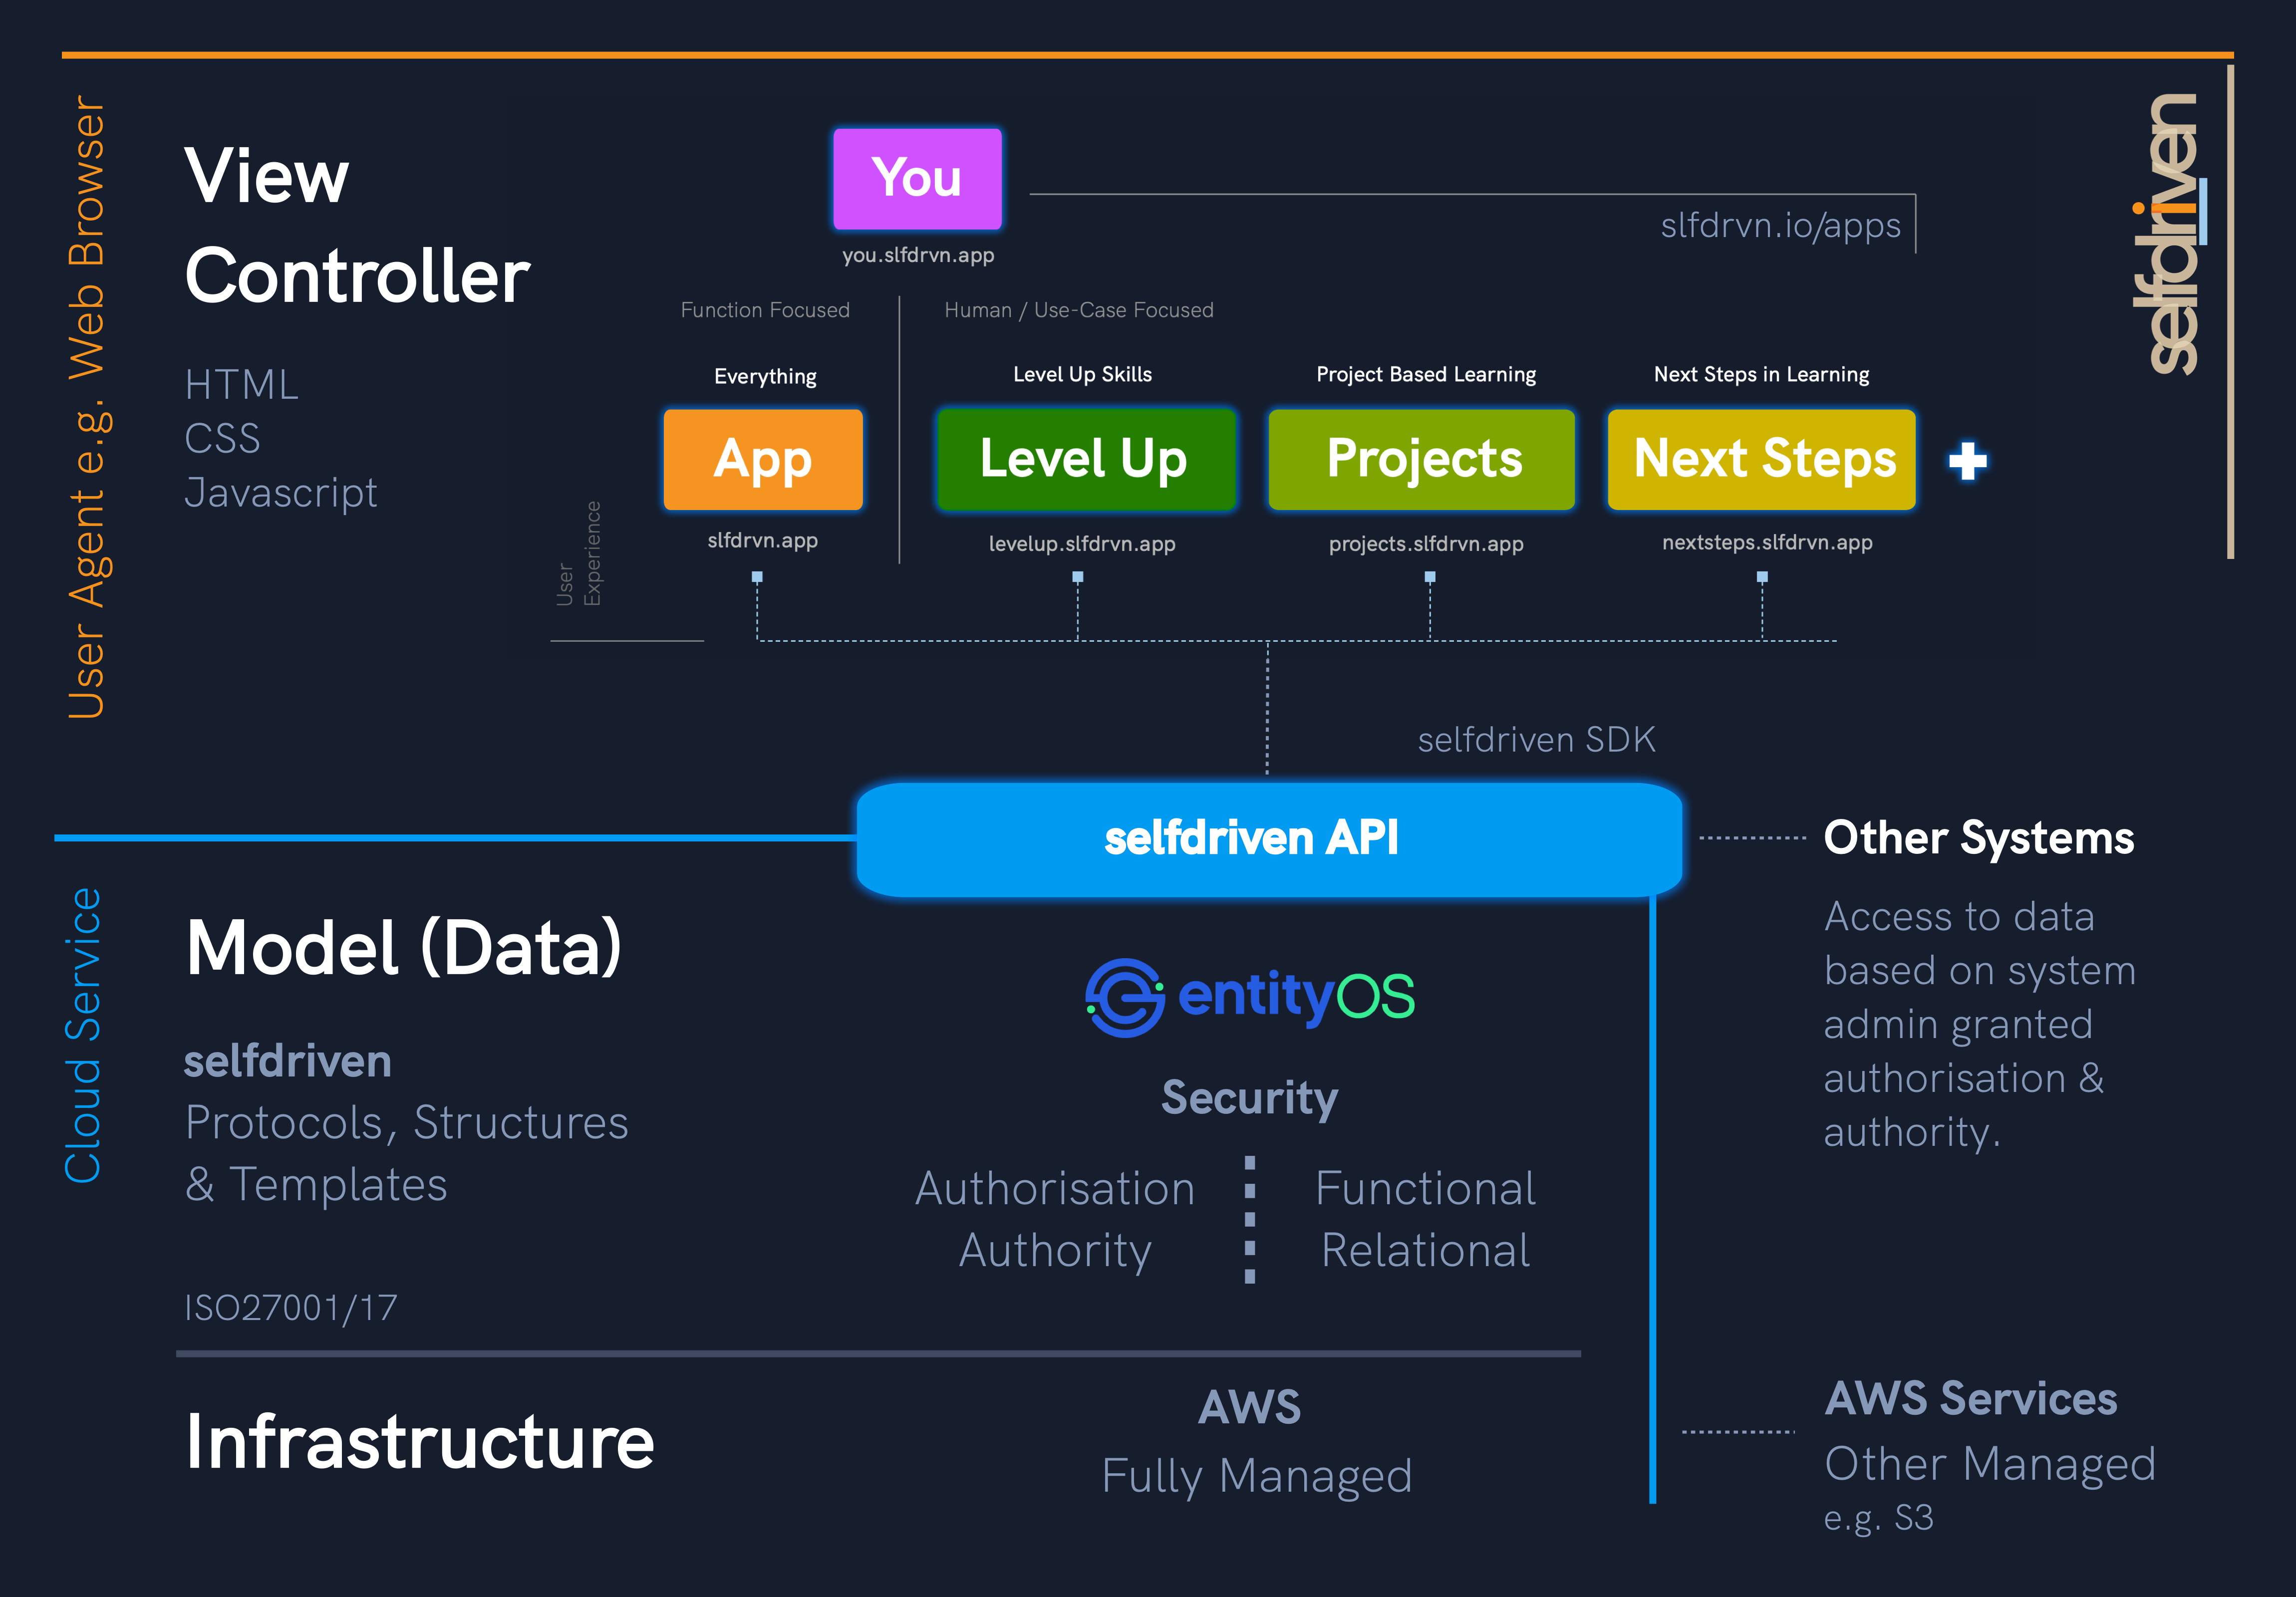 User Agent e.g. Web Browser
View
Controller
HTML
CSS
Javascript
You
you.slfdrvn.app
slfdrvn.io/apps
selfdriven
Function Focused
Human / Use-Case Focused
Everything
App
slfdrvn.app
Level Up Skills
Level Up
levelup.slfdrvn.app
Project Based Learning
Projects
projects.slfdrvn.app
Next Steps in Learning
Next Steps
nextsteps.slfdrvn.app
User
Experience
selfdriven SDK
selfdriven API
Other Systems
Access to data
based on system
admin granted
authorisation &
authority.
Cloud Service
Model (Data)
selfdriven
Protocols, Structures
& Templates
ISO27001/17
entityOS
Security
Authorisation
Authority
Functional
Relational
Infrastructure
AWS
Fully Managed
AWS Services
Other Managed
e.g. S3